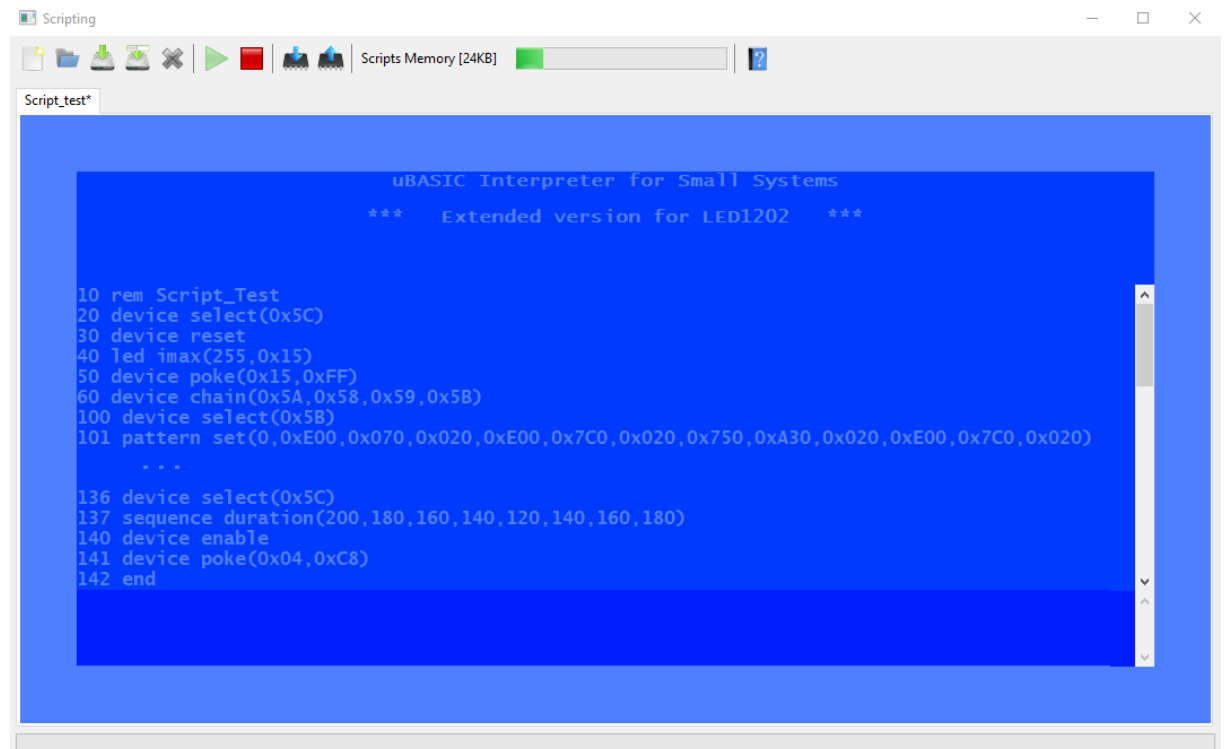 Scripting
Scripts Memory [24KB]
Script_test*
uBASIC Interpreter for Small Systems
*** Extended version for LED1202 ***
10 rem Script_Test
20 device select(0x5C)
30 device reset
40 led imax(255,0x15)
50 device poke(0x15,0xFF)
60 device chain(0x5A,0x58,0x59,0x5B)
100 device select(0x5B)
101 pattern set(0,0xE00,0x070,0x020,0xE00,0x7C0,0x020,0x750,0xA30,0x020,0xE00,0x7C0,0x020)
...
136 device select(0x5C)
137 sequence duration(200,180,160,140,120,140,160,180)
140 device enable
141 device poke(0x04,0xC8)
142 end